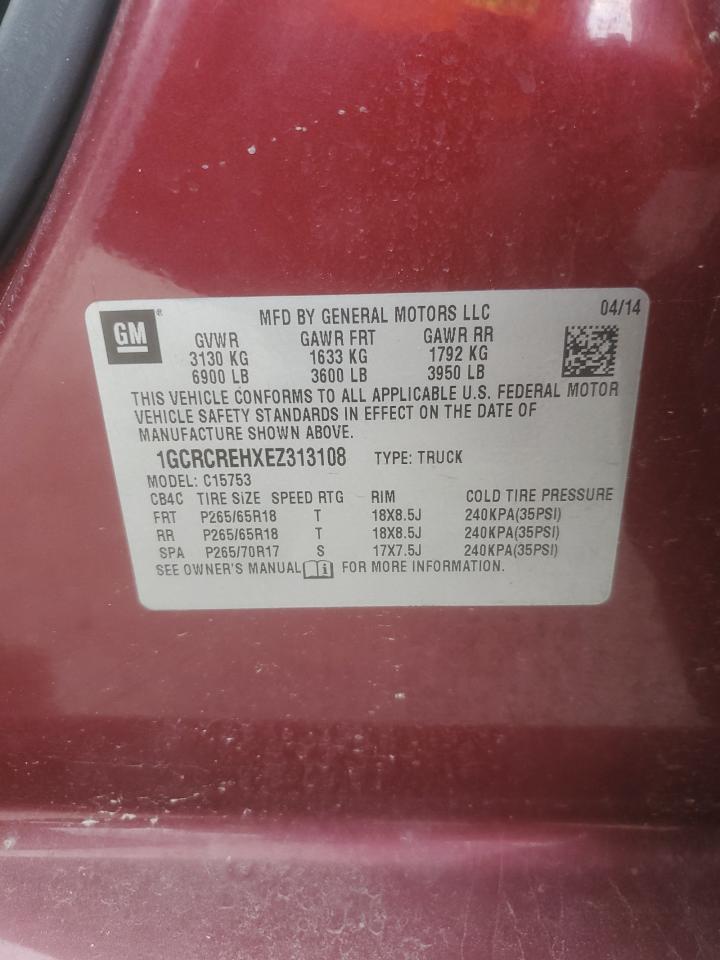 GM®
MFD BY GENERAL MOTORS LLC 04/14
GVWR GAWR FRT GAWR RR
3130 KG 1633 KG 1792 KG
6900 LB 3600 LB 3950 LB
THIS VEHICLE CONFORMS TO ALL APPLICABLE U.S. FEDERAL MOTOR
VEHICLE SAFETY STANDARDS IN EFFECT ON THE DATE OF
MANUFACTURE SHOWN ABOVE.
1GCRCREHXEZ313108 TYPE: TRUCK
MODEL: C15753
CB4C TIRE SIZE SPEED RTG RIM COLD TIRE PRESSURE
FRT P265/65R18 T 18X8.5J 240KPA(35PSI)
RR P265/65R18 T 18X8.5J 240KPA(35PSI)
SPA P265/70R17 S 17X7.5J 240KPA(35PSI)
SEE OWNER'S MANUAL FOR MORE INFORMATION.